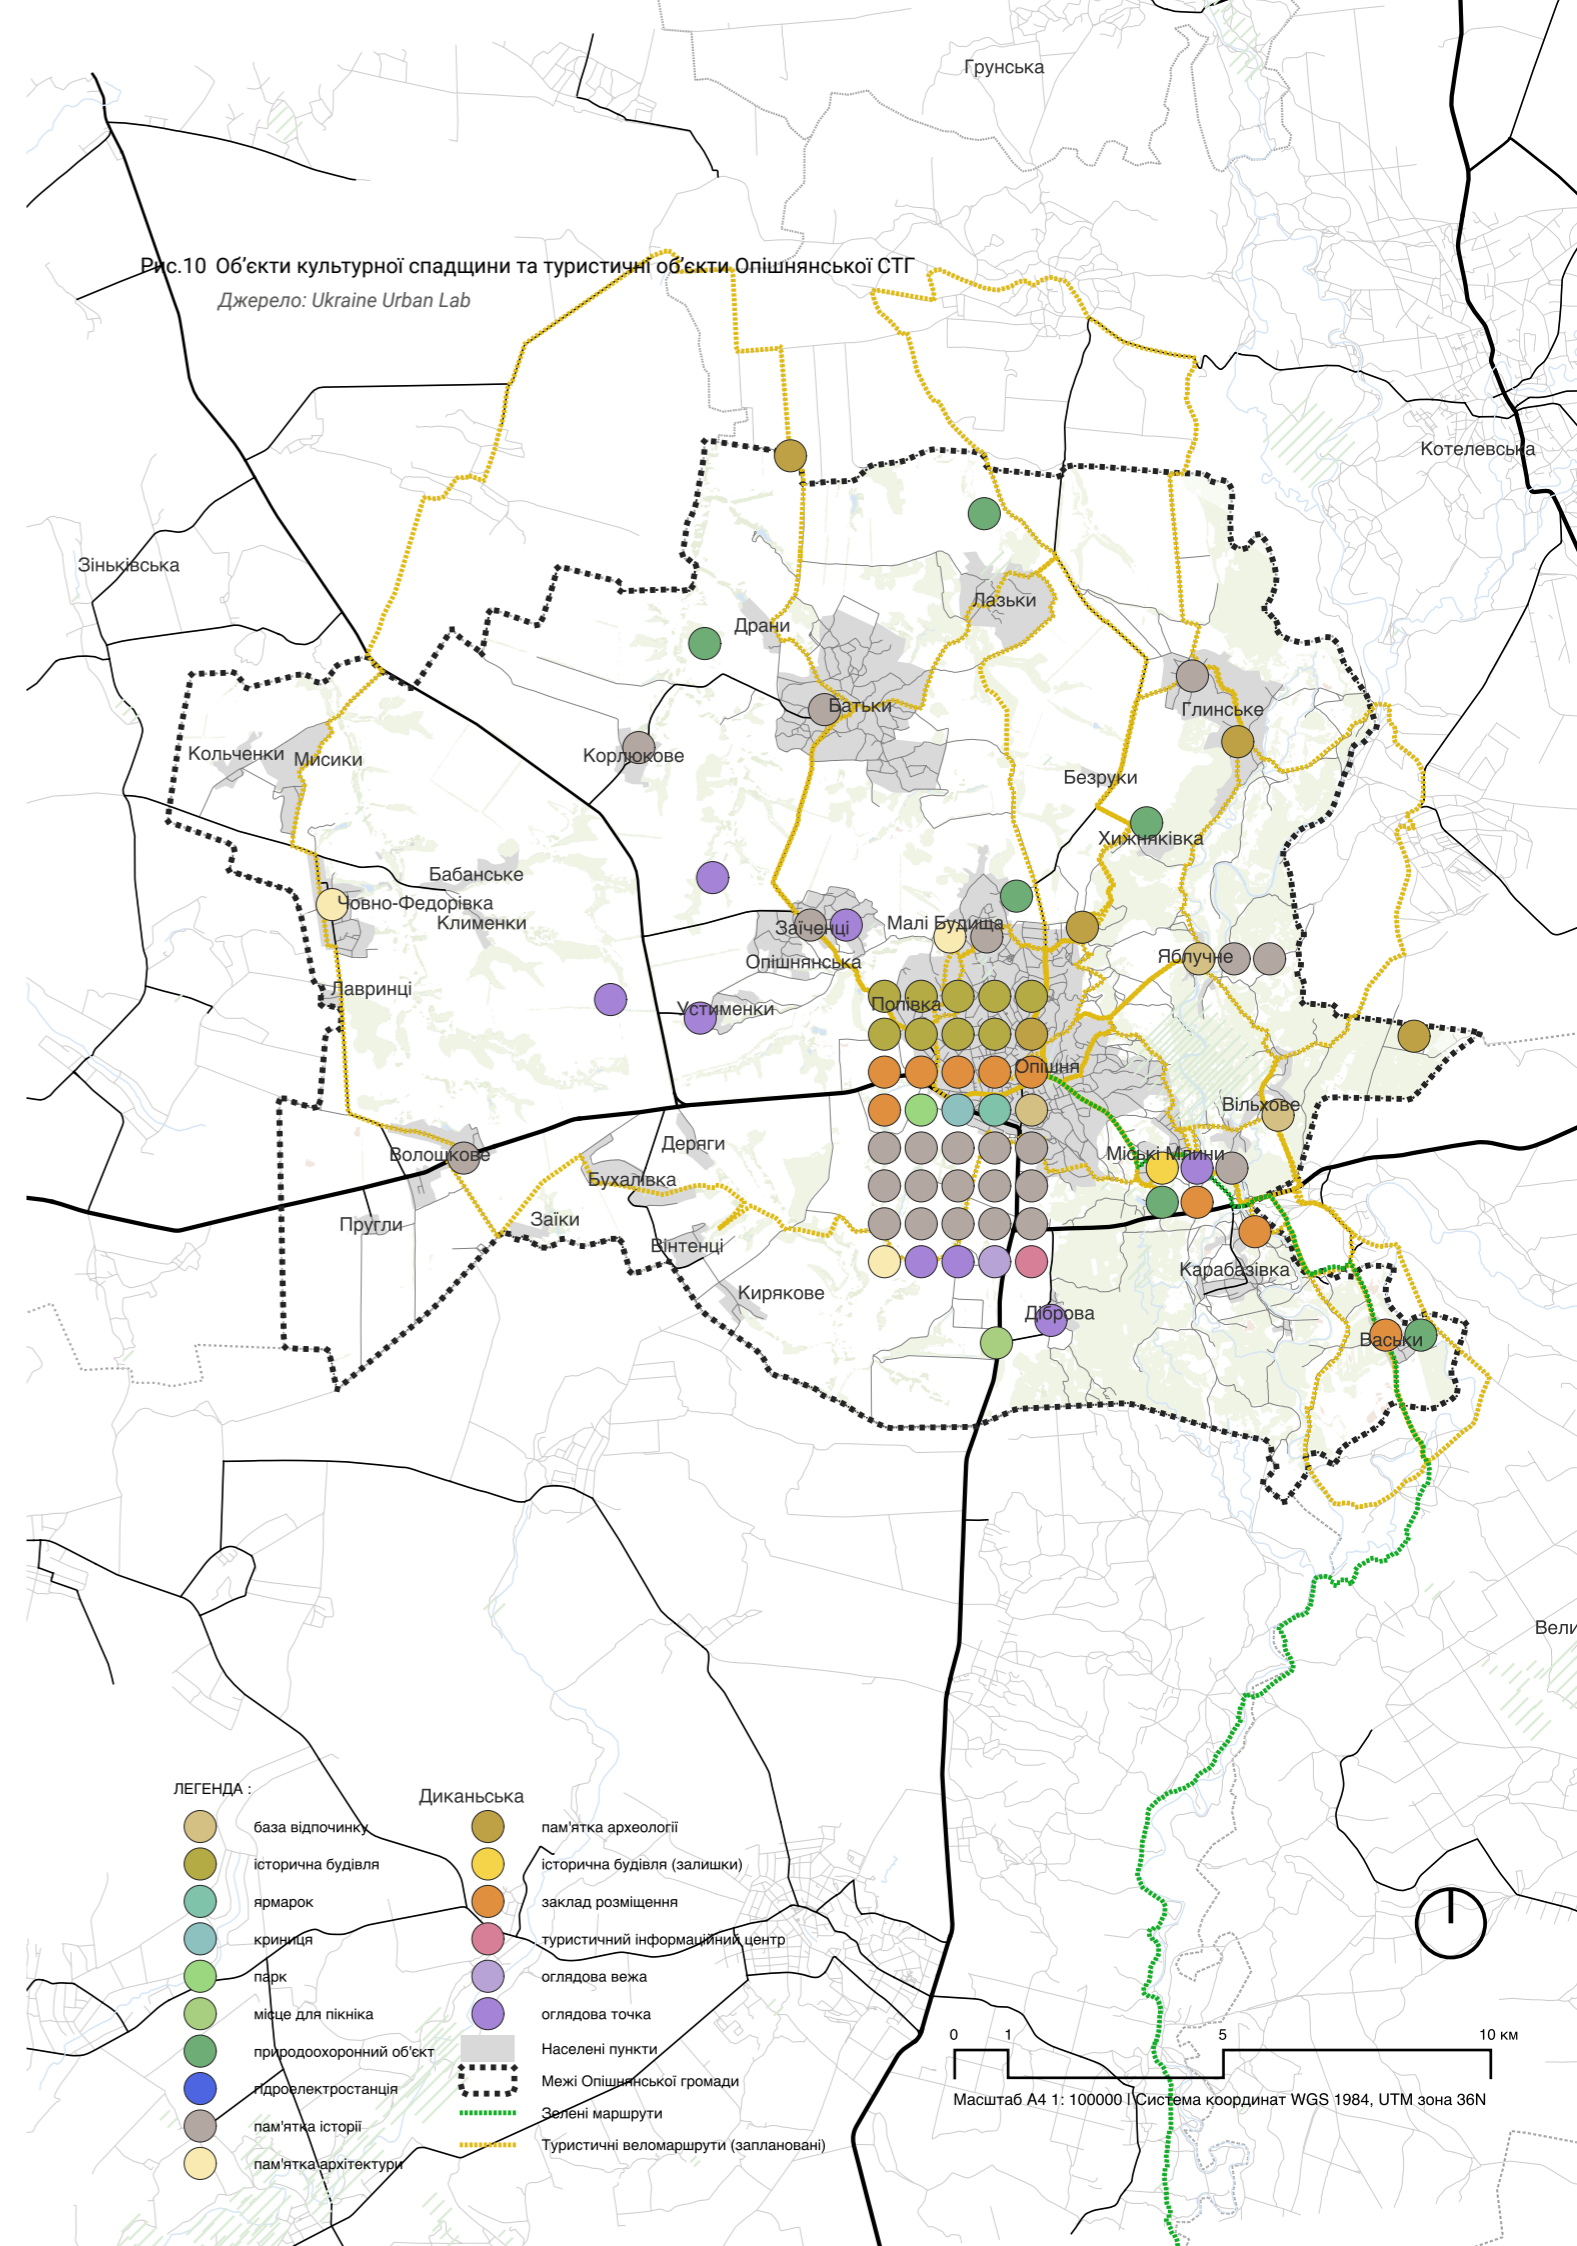 Грунська
Рис.10 Об’єкти культурної спадщини та туристичні об’єкти Опішнянської СТГ
Джерело: Ukraine Urban Lab
Котелевська
Зіньківська
Лазьки
Драни
Батьки
Глинське
Кольченки
Мисики
Корлюкове
Безруки
Хижняківка
Бабанське
Човно-Федорівка
Клименки
Заїченці
Малі Будища
Опішнянська
Яблучне
Лавринці
Устименки
Попівка
Опішня
Вільхове
Волошкове
Деряги
Міські Млини
Бухалівка
Пругли
Заїки
Вінтенці
Карабазівка
Кирякове
Діброва
Васьки
Вели
ЛЕГЕНДА :
Диканьська
база відпочинку
історична будівля
ярмарок
криниця
парк
місце для пікніка
природоохоронний об'єкт
гідроелектростанція
пам'ятка історії
пам'ятка архітектури
пам'ятка археології
історична будівля (залишки)
заклад розміщення
туристичний інформаційний центр
оглядова вежа
оглядова точка
Населені пункти
Межі Опішнянської громади
Зелені маршрути
Туристичні веломаршрути (заплановані)
0 1 5 10 км
Масштаб А4 1: 100000 | Система координат WGS 1984, UTM зона 36N